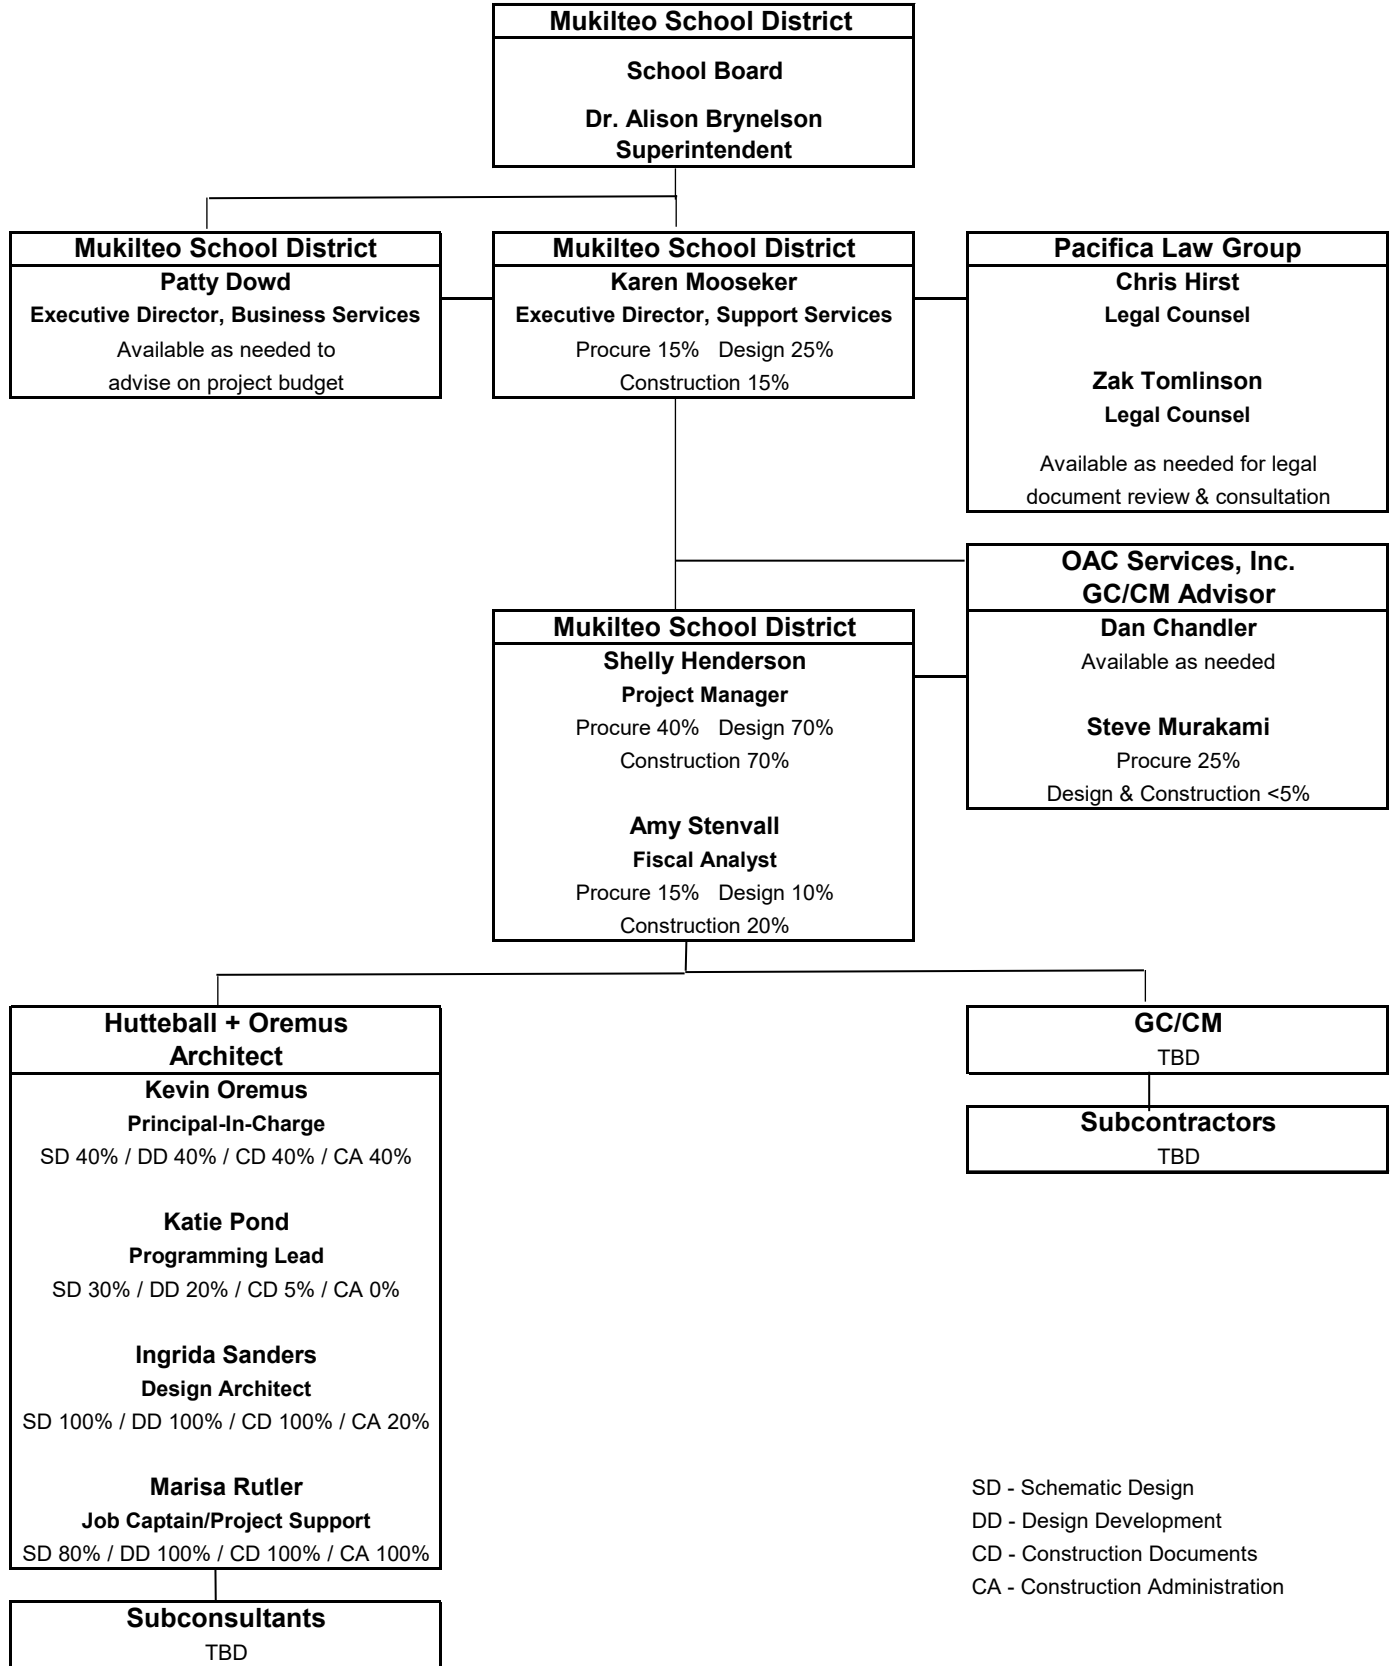 Mukilteo School District
School Board
Dr. Alison Brynelson
Superintendent
Mukilteo School District
Patty Dowd
Executive Director, Business Services
Available as needed to
advise on project budget
Mukilteo School District
Karen Mooseker
Executive Director, Support Services
Procure 15% Design 25%
Construction 15%
Pacifica Law Group
Chris Hirst
Legal Counsel
Zak Tomlinson
Legal Counsel
Available as needed for legal
document review & consultation
OAC Services, Inc.
GC/CM Advisor
Dan Chandler
Available as needed
Steve Murakami
Procure 25%
Design & Construction <5%
Mukilteo School District
Shelly Henderson
Project Manager
Procure 40% Design 70%
Construction 70%
Amy Stenvall
Fiscal Analyst
Procure 15% Design 10%
Construction 20%
Hutteball + Oremus
Architect
Kevin Oremus
Principal-In-Charge
SD 40% / DD 40% / CD 40% / CA 40%
Katie Pond
Programming Lead
SD 30% / DD 20% / CD 5% / CA 0%
Ingrida Sanders
Design Architect
SD 100% / DD 100% / CD 100% / CA 20%
Marisa Rutler
Job Captain/Project Support
SD 80% / DD 100% / CD 100% / CA 100%
Subconsultants
TBD
GC/CM
TBD
Subcontractors
TBD
SD - Schematic Design
DD - Design Development
CD - Construction Documents
CA - Construction Administration